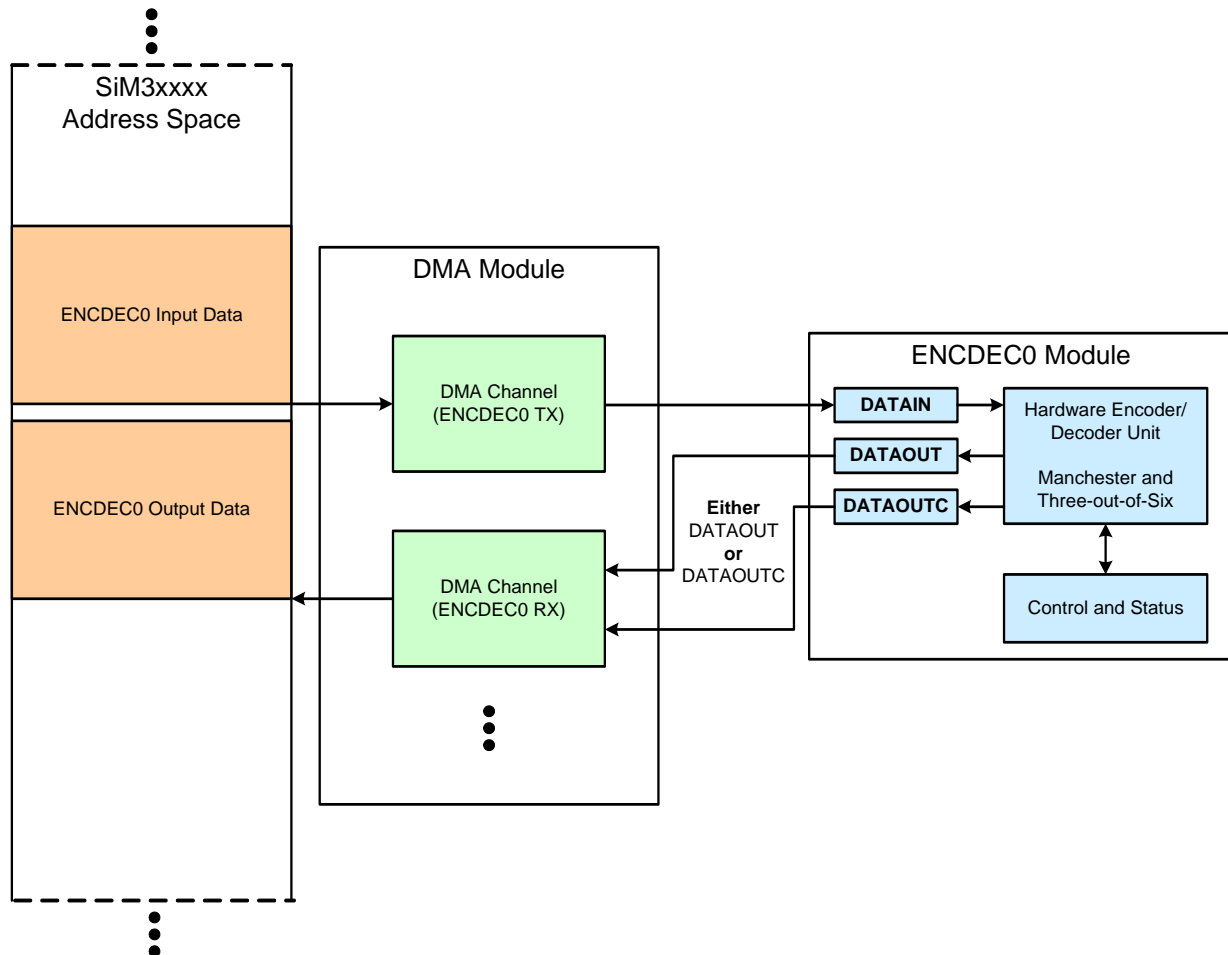 SiM3xxxx
Address Space
ENCDEC0 Input Data
ENCDEC0 Output Data
DMA Module
DMA Channel
(ENCDEC0 TX)
DMA Channel
(ENCDEC0 RX)
Either
DATAOUT
or
DATAOUTC
ENCDEC0 Module
DATAIN
DATAOUT
DATAOUTC
Hardware Encoder/
Decoder Unit
Manchester and
Three-out-of-Six
Control and Status